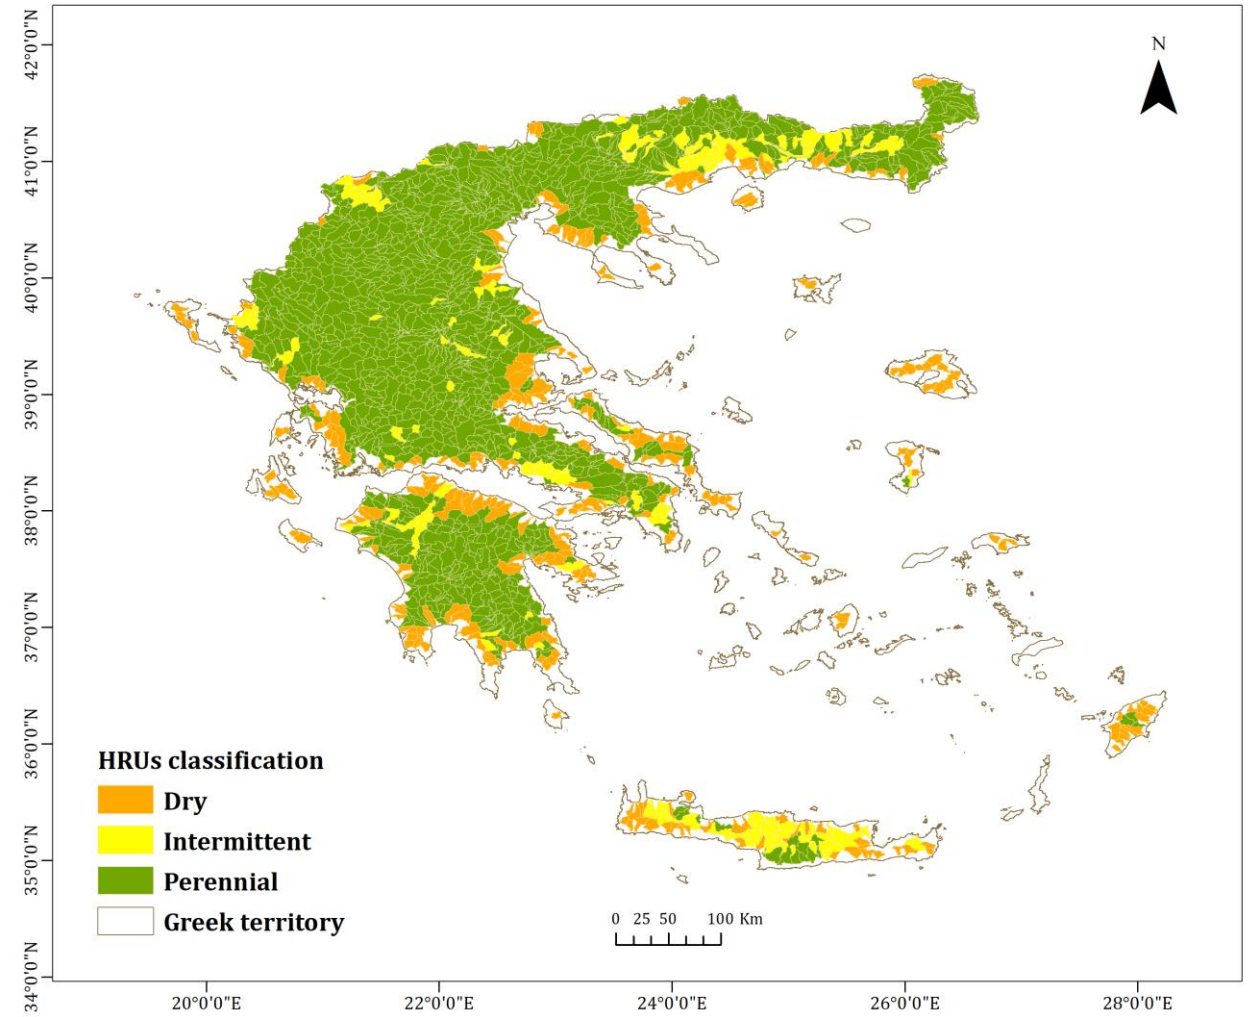 42°0'0"N
41°0'0"N
40°0'0"N
39°0'0"N
38°0'0"N
37°0'0"N
36°0'0"N
35°0'0"N
34°0'0"N
N
HRUs classification
Dry
Intermittent
Perennial
Greek territory
0 25 50 100 Km
20°0'0"E 22°0'0"E 24°0'0"E 26°0'0"E 28°0'0"E